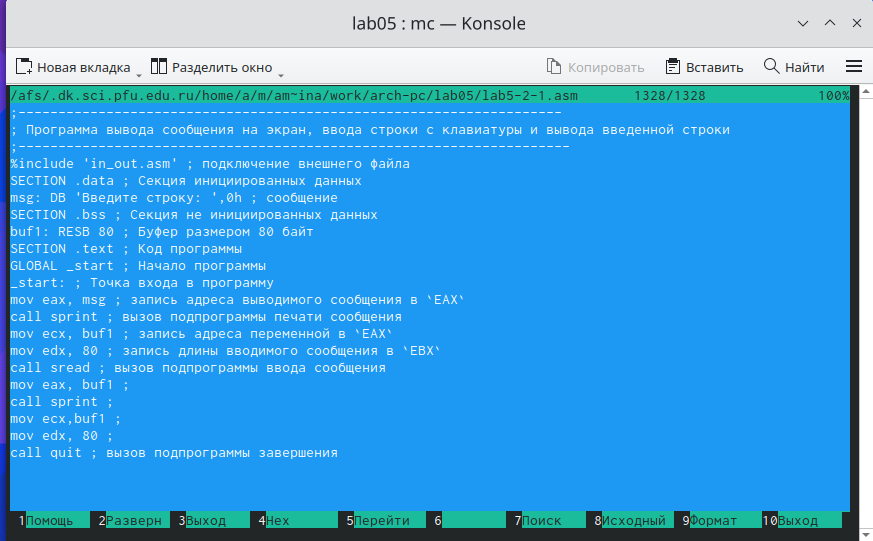 lab05 : mc — Konsole
Новая вкладка Разделить окно Копировать Вставить Найти
/afs/.dk.sci.pfu.edu.ru/home/a/m/am~ina/work/arch-pc/lab05/lab5-2-1.asm 1328/1328 100%
;--------------------------------------------------------------------
; Программа вывода сообщения на экран, ввода строки с клавиатуры и вывода введенной строки
;---------------------------------------------------------------------
%include 'in_out.asm' ; подключение внешнего файла
SECTION .data ; Секция инициированных данных
msg: DB 'Введите строку: ',0h ; сообщение
SECTION .bss ; Секция не инициированных данных
buf1: RESB 80 ; Буфер размером 80 байт
SECTION .text ; Код программы
GLOBAL _start ; Начало программы
_start: ; Точка входа в программу
mov eax, msg ; запись адреса выводимого сообщения в `EAX`
call sprint ; вызов подпрограммы печати сообщения
mov ecx, buf1 ; запись адреса переменной в `EAX`
mov edx, 80 ; запись длины вводимого сообщения в `EBX`
call sread ; вызов подпрограммы ввода сообщения
mov eax, buf1 ;
call sprint ;
mov ecx,buf1 ;
mov edx, 80 ;
call quit ; вызов подпрограммы завершения
1Помощь 2Разверн 3Выход 4Hex 5Перейти 6 7Поиск 8Исходный 9Формат 10Выход